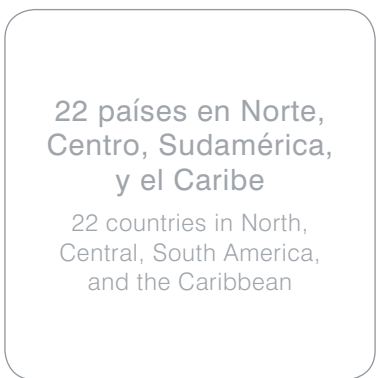 22 países en Norte,
Centro, Sudamérica,
y el Caribe
22 countries in North,
Central, South America,
and the Caribbean